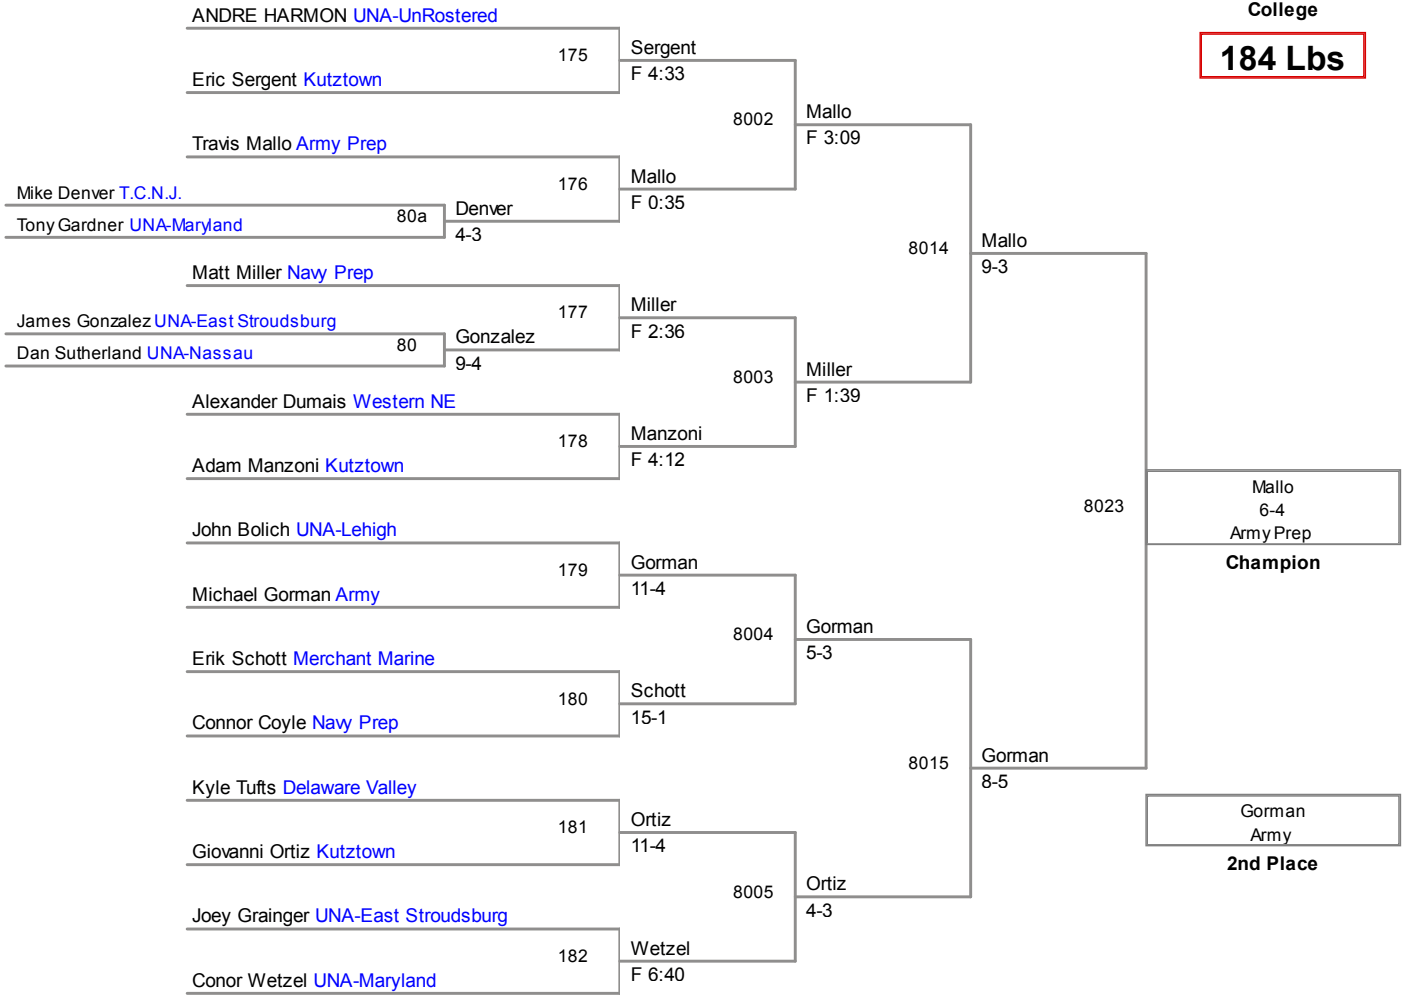 ANDRE HARMON UNA-UnRostered
College
175
Sergent
F 4:33
184 Lbs
Eric Sergent Kutztown
8002
Mallo
F 3:09
Travis Mallo Army Prep
176
Mallo
F 0:35
Mike Denver T.C.N.J.
80a
Denver
4-3
Tony Gardner UNA-Maryland
8014
Mallo
9-3
Matt Miller Navy Prep
177
Miller
F 2:36
James Gonzalez UNA-East Stroudsburg
80
Gonzalez
9-4
Dan Sutherland UNA-Nassau
8003
Miller
F 1:39
Alexander Dumais Western NE
178
Manzoni
F 4:12
Adam Manzoni Kutztown
8023
Mallo
6-4
Army Prep
Champion
John Bolich UNA-Lehigh
179
Gorman
11-4
Michael Gorman Army
8004
Gorman
5-3
Erik Schott Merchant Marine
180
Schott
15-1
Connor Coyle Navy Prep
8015
Gorman
8-5
Kyle Tufts Delaware Valley
181
Ortiz
11-4
Gorman
Army
2nd Place
Giovanni Ortiz Kutztown
8005
Ortiz
4-3
Joey Grainger UNA-East Stroudsburg
182
Wetzel
F 6:40
Conor Wetzel UNA-Maryland